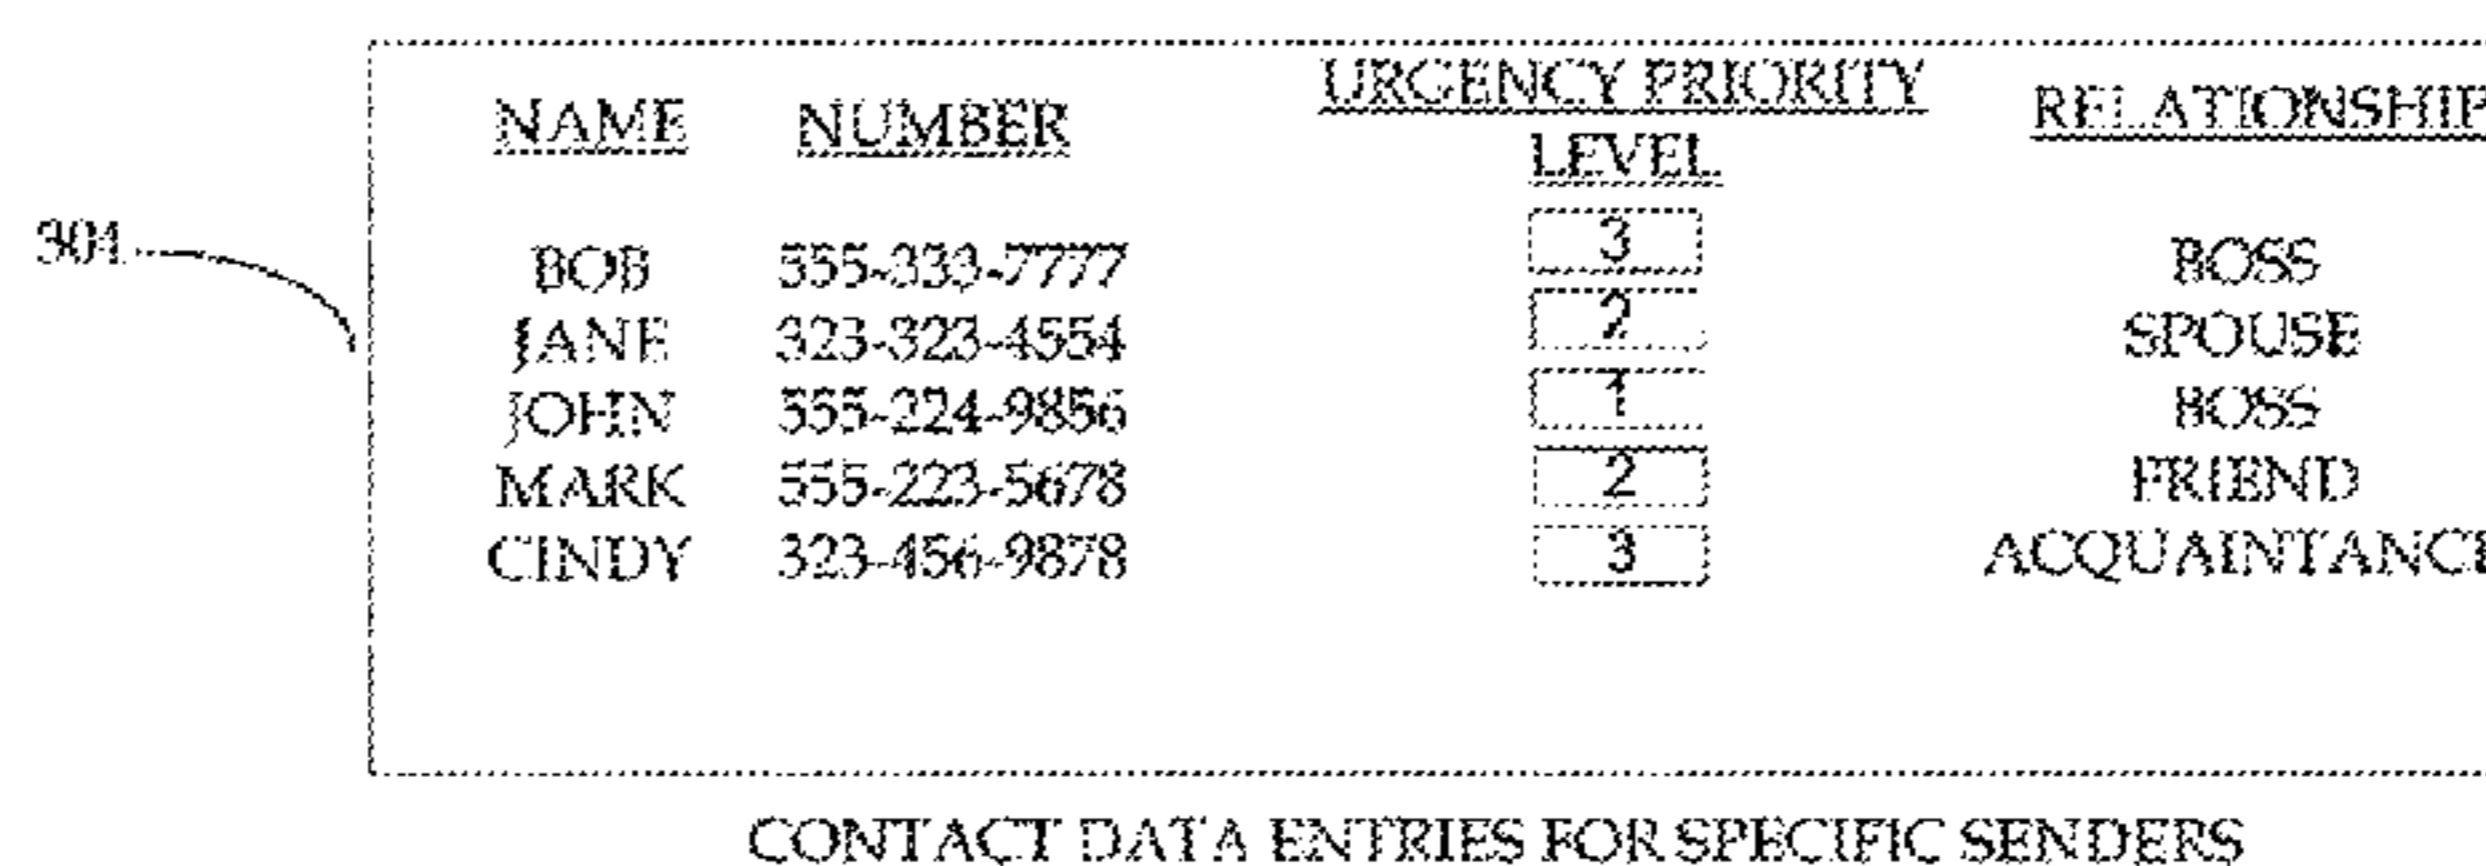 NAME NUMBER URGENCY PRIORITY LEVEL RELATIONSHIP
301
BOB 555-333-7777 3 BOSS
JANE 323-323-4554 2 SPOUSE
JOHN 555-224-9856 1 BOSS
MARK 555-223-5678 2 FRIEND
CINDY 323-456-9878 3 ACQUAINTANCE
CONTACT DATA ENTRIES FOR SPECIFIC SENDERS